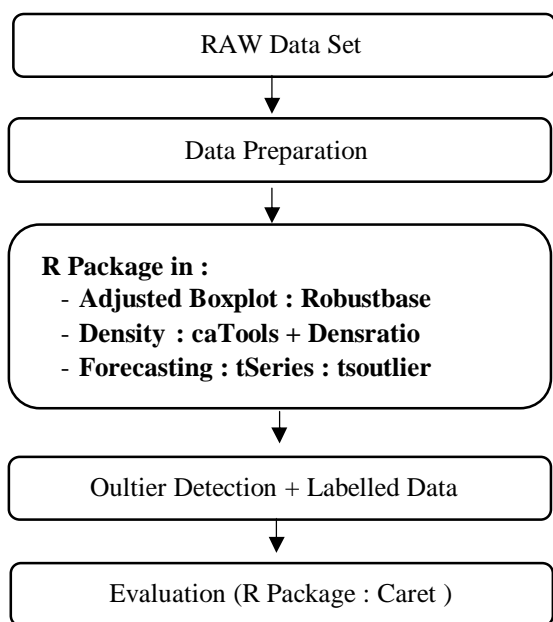 RAW Data Set
Data Preparation
R Package in :
- Adjusted Boxplot : Robustbase
- Density : caTools + Densratio
- Forecasting : tSeries : tsoutlier
Oultier Detection + Labelled Data
Evaluation (R Package : Caret )